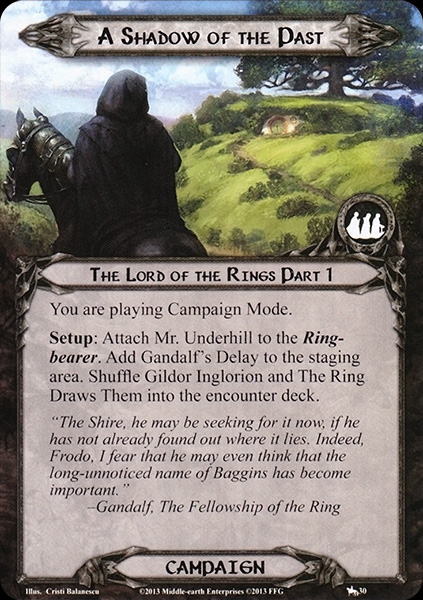 A Shadow of the Past
The Lord of the Rings Part 1
You are playing Campaign Mode.
Setup: Attach Mr. Underhill to the Ring-
bearer. Add Gandalf's Delay to the staging
area. Shuffle Gildor Inglorion and The Ring
Draws Them into the encounter deck.
"The Shire, he may be seeking for it now, if he
has not already found out where it lies. Indeed,
Frodo, I fear that he may even think that the
long-unnoticed name of Baggins has become
important."
–Gandalf, The Fellowship of the Ring
CAMPAIGN
Illus. Cristi Balanescu ©2013 Middle-earth Enterprises ©2013 FFG 30